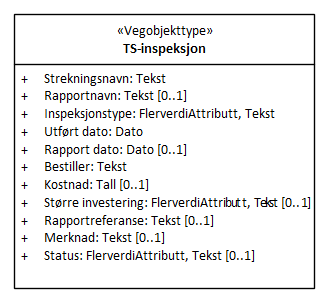 «Vegobjekttype»
TS-inspeksjon
+ Strekningsnavn: Tekst
+ Rapportnavn: Tekst [0..1]
+ Inspeksjonstype: FlerverdiAttributt, Tekst
+ Utført dato: Dato
+ Rapport dato: Dato [0..1]
+ Bestiller: Tekst
+ Kostnad: Tall [0..1]
+ Større investering: FlerverdiAttributt, Tekst [0..1]
+ Rapportreferanse: Tekst [0..1]
+ Merknad: Tekst [0..1]
+ Status: FlerverdiAttributt, Tekst [0..1]